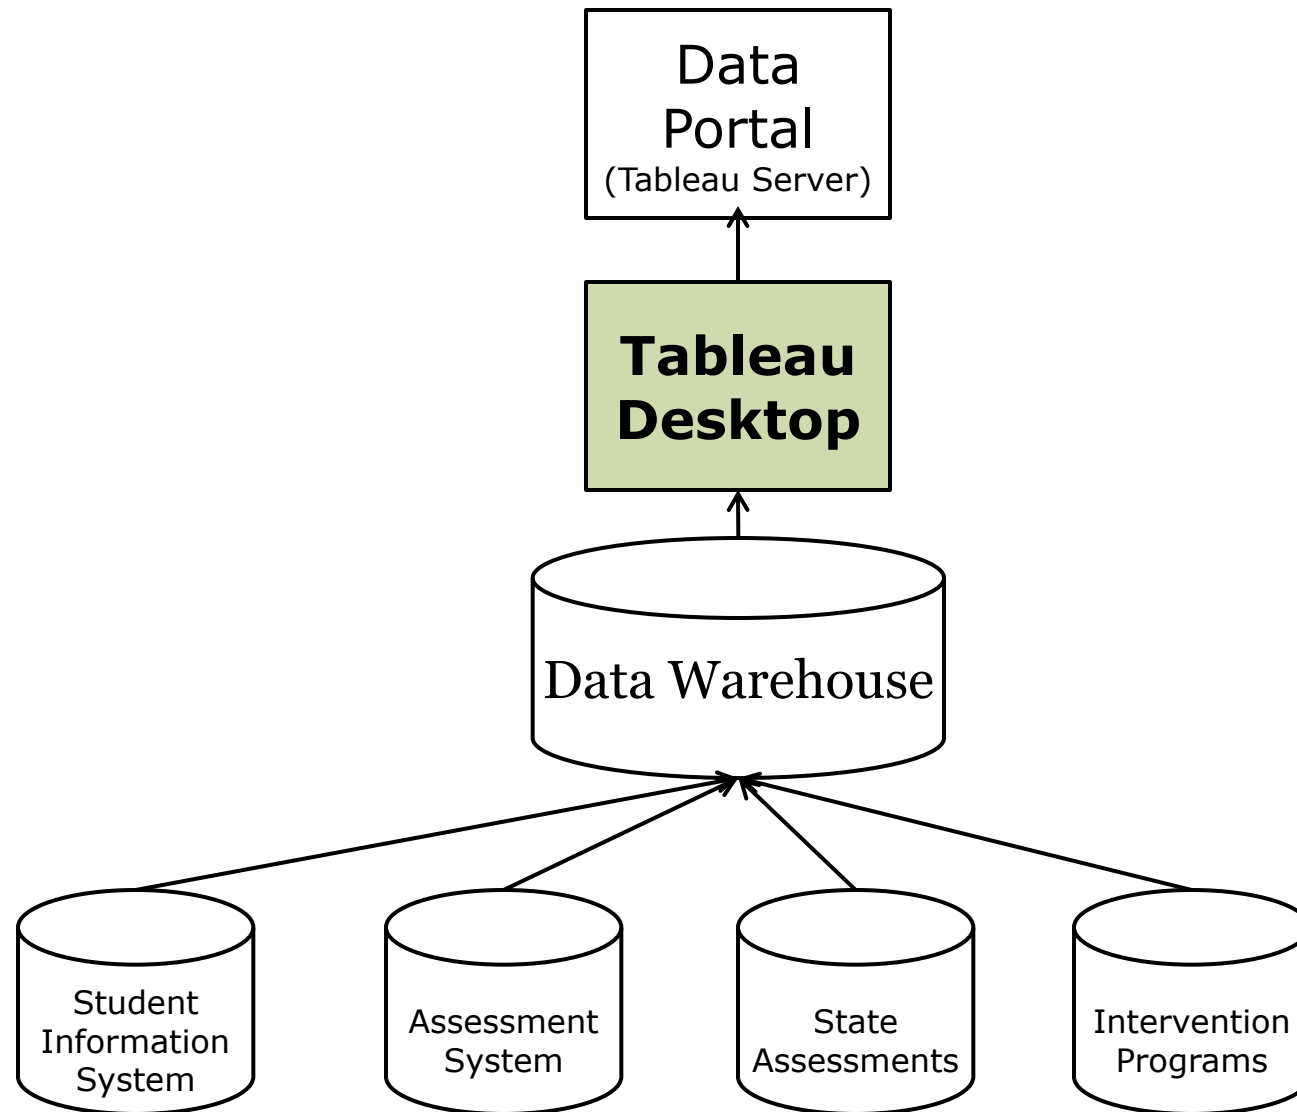 Data
Portal
(Tableau Server)
Tableau
Desktop
Data Warehouse
Student
Information
System
Assessment
System
State
Assessments
Intervention
Programs